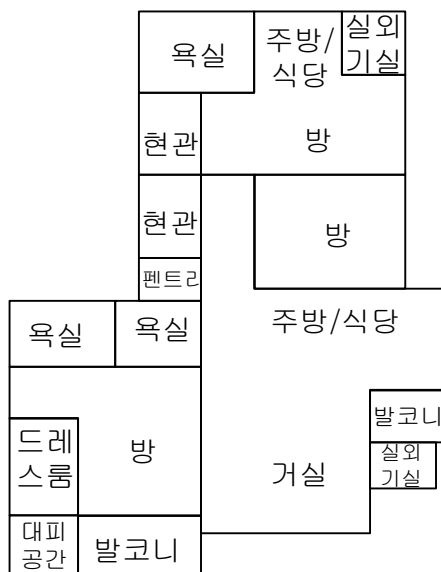 욕실
주방/
식당
실외
기실
현관
방
현관
방
펜트리
주방/식당
욕실
욕실
발코니
드레
스룸
방
거실
실외
기실
대피
공간
발코니